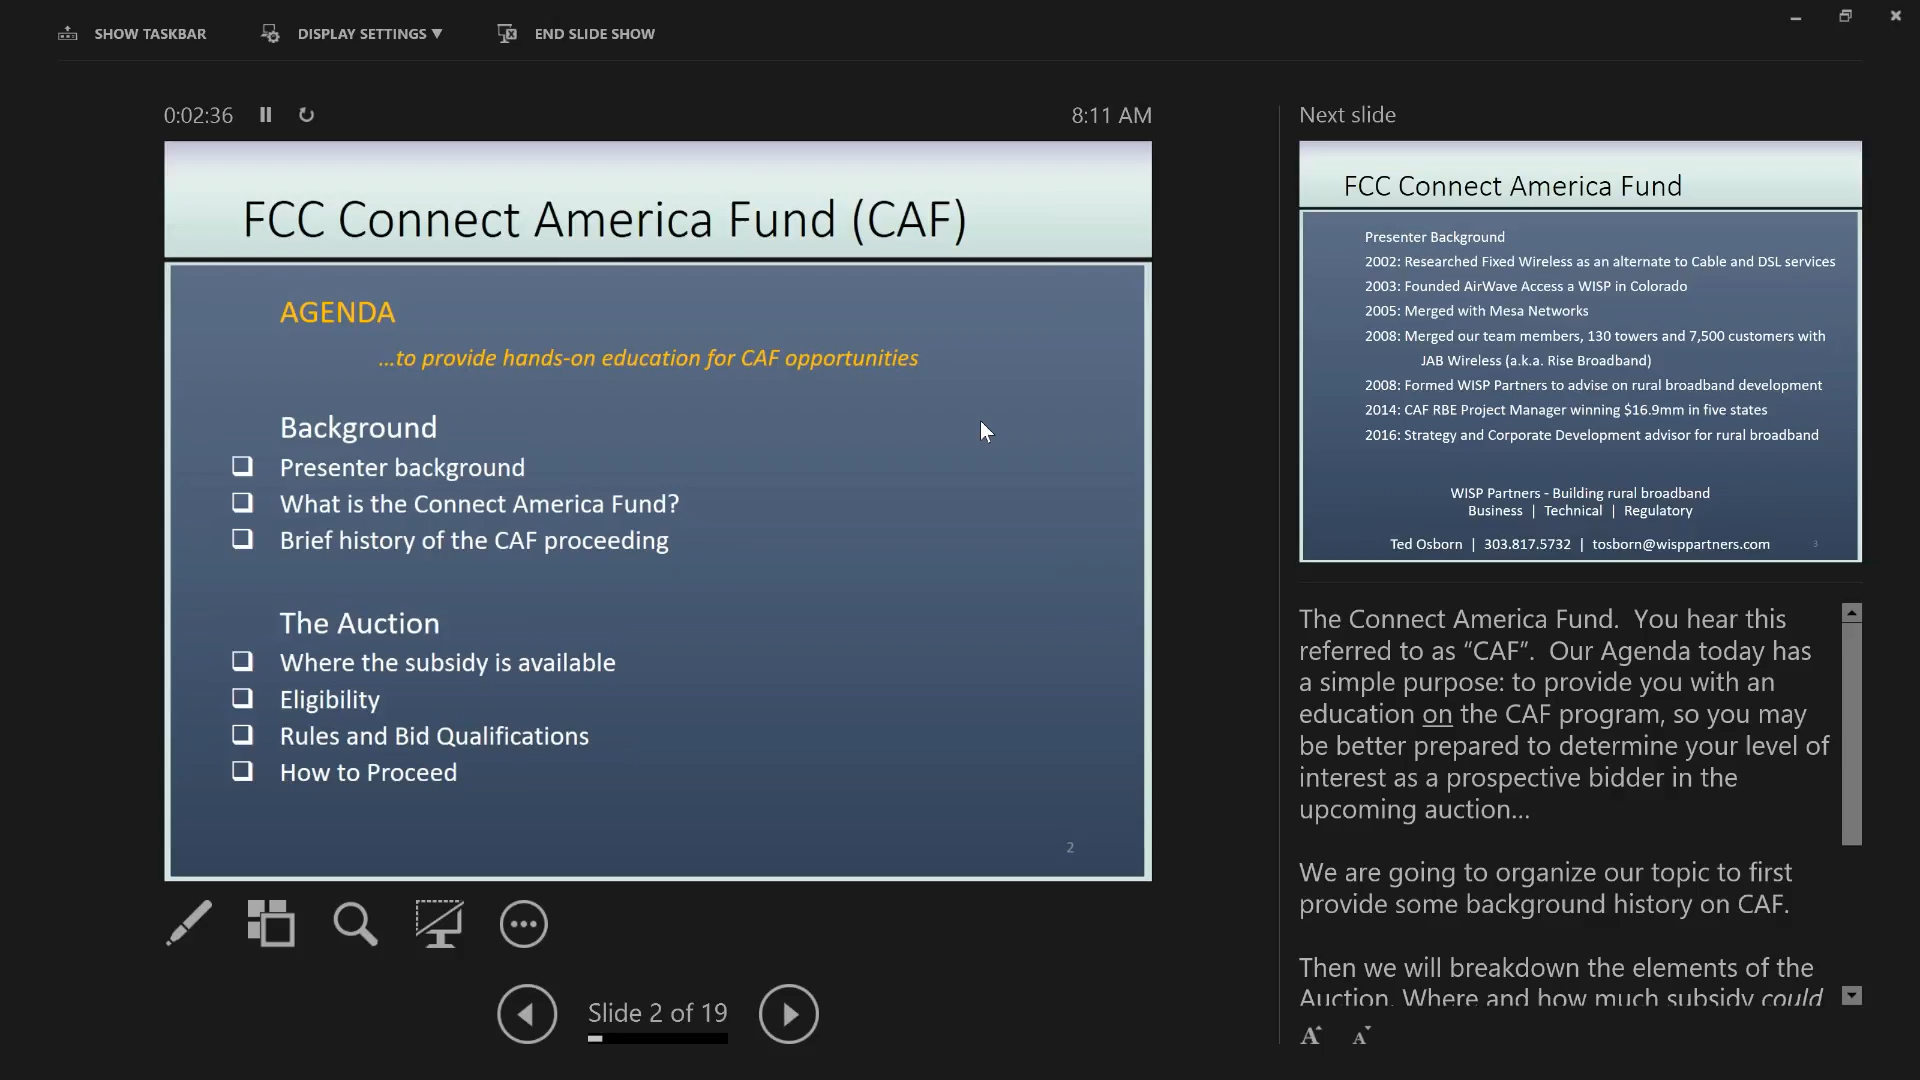 SHOW TASKBAR
DISPLAY SETTINGS ▼
END SLIDE SHOW
0:02:36
8:11 AM
FCC Connect America Fund (CAF)
AGENDA
...to provide hands-on education for CAF opportunities
Background
❑ Presenter background
❑ What is the Connect America Fund?
❑ Brief history of the CAF proceeding
The Auction
❑ Where the subsidy is available
❑ Eligibility
❑ Rules and Bid Qualifications
❑ How to Proceed
2
Slide 2 of 19
Next slide
FCC Connect America Fund
Presenter Background
2002: Researched Fixed Wireless as an alternate to Cable and DSL services
2003: Founded AirWave Access a WISP in Colorado
2005: Merged with Mesa Networks
2008: Merged our team members, 130 towers and 7,500 customers with
JAB Wireless (a.k.a. Rise Broadband)
2008: Formed WISP Partners to advise on rural broadband development
2014: CAF RBE Project Manager winning $16.9mm in five states
2016: Strategy and Corporate Development advisor for rural broadband
WISP Partners - Building rural broadband
Business | Technical | Regulatory
Ted Osborn | 303.817.5732 | tosborn@wisppartners.com
3
The Connect America Fund. You hear this
referred to as “CAF”. Our Agenda today has
a simple purpose: to provide you with an
education on the CAF program, so you may
be better prepared to determine your level of
interest as a prospective bidder in the
upcoming auction...
We are going to organize our topic to first
provide some background history on CAF.
Then we will breakdown the elements of the
Auction. Where and how much subsidy could
A A